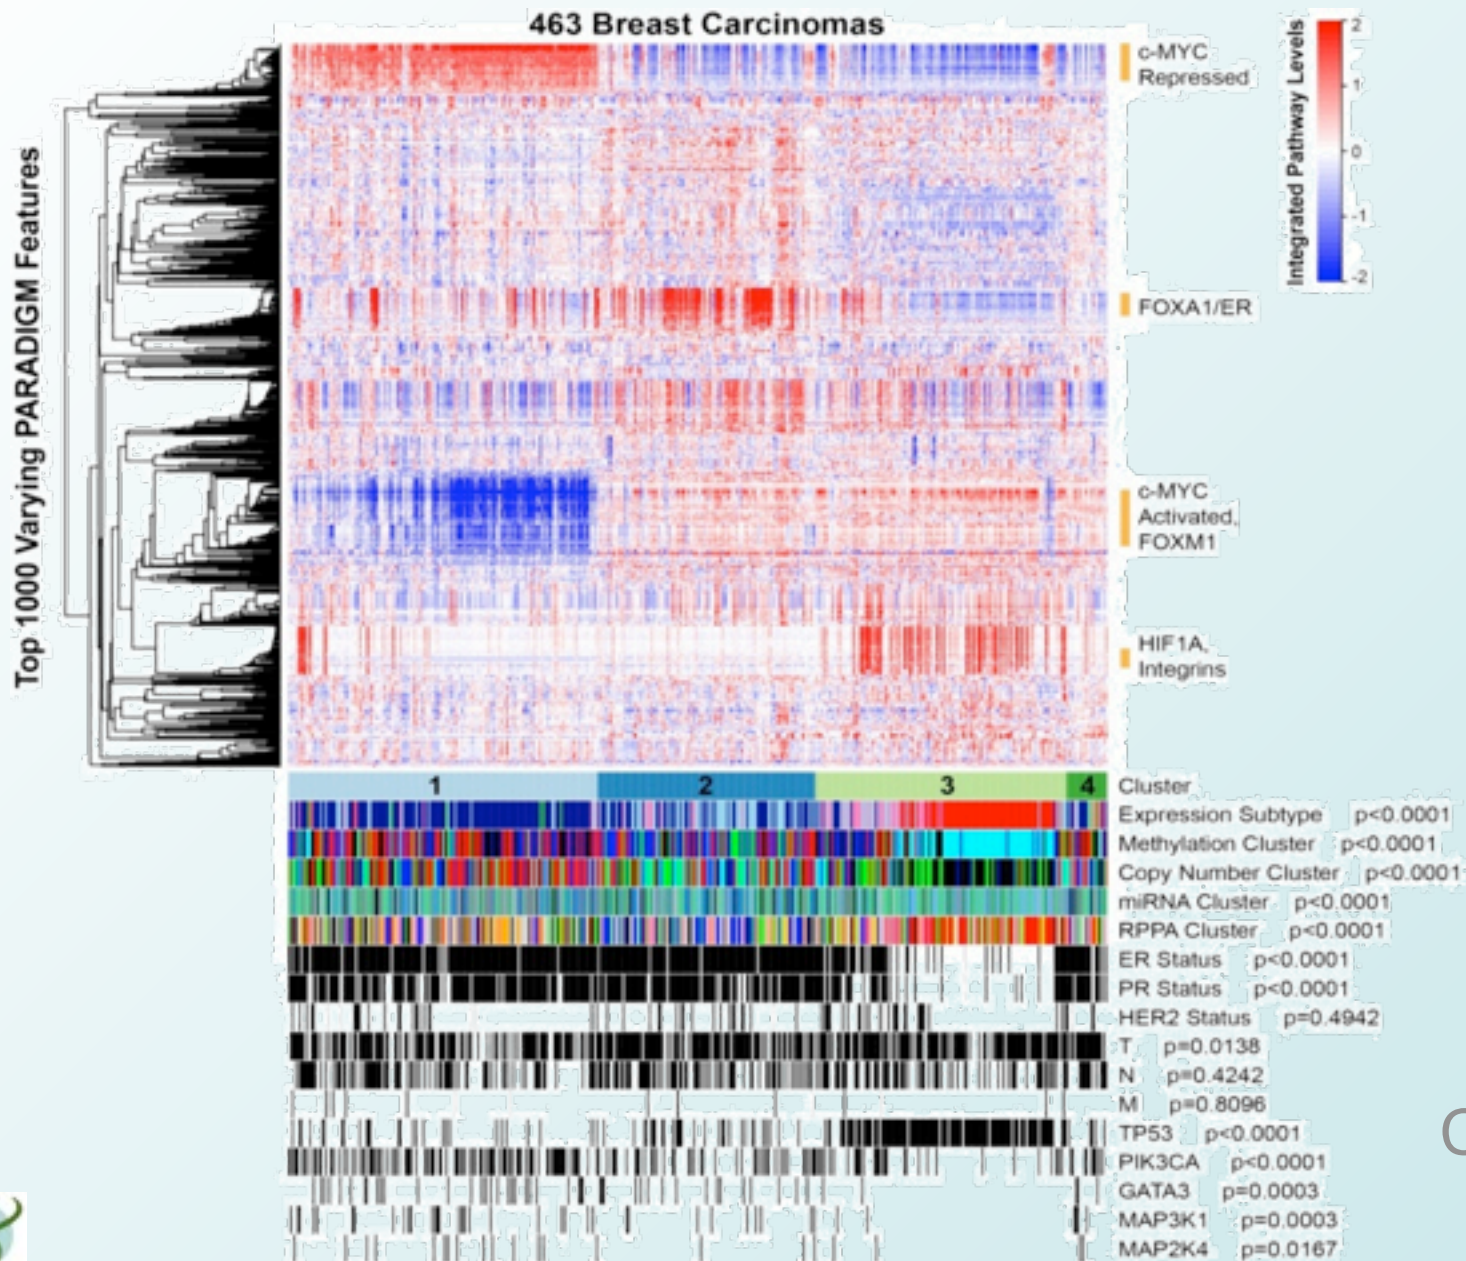 463 Breast Carcinomas
Top 1000 Varying PARADIGM Features
c-MYC
Repressed
FOXA1/ER
c-MYC
Activated,
FOXM1
HIF1A,
Integrins
Integrated Pathway Levels
2
1
0
-1
-2
1 2 3 4 Cluster
Expression Subtype p<0.0001
Methylation Cluster p<0.0001
Copy Number Cluster p<0.0001
miRNA Cluster p<0.0001
RPPA Cluster p<0.0001
ER Status p<0.0001
PR Status p<0.0001
HER2 Status p=0.4942
T p=0.0138
N p=0.4242
M p=0.8096
TP53 p<0.0001
PIK3CA p<0.0001
GATA3 p=0.0003
MAP3K1 p=0.0003
MAP2K4 p=0.0167